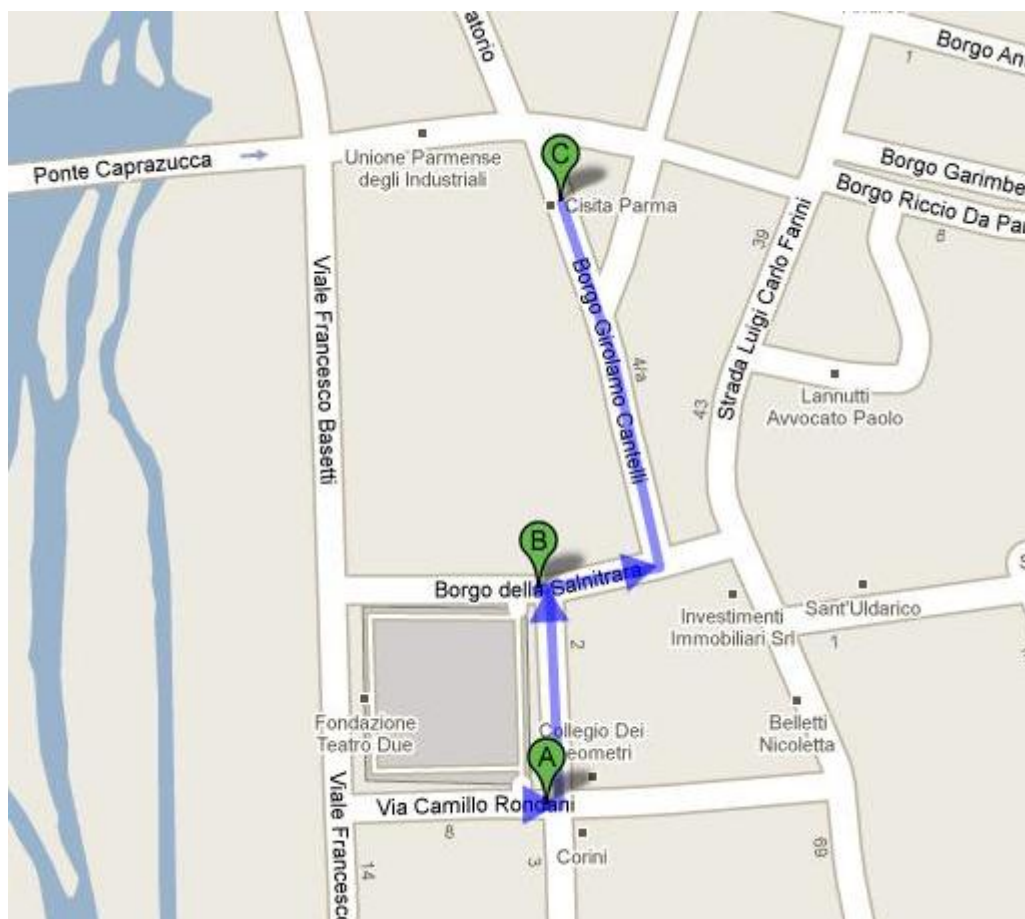 atorio
Borgo An
1
Ponte Caprazucca
Unione Parmense
degli Industriali
C
Cisita Parma
Borgo Garimbe
Borgo Riccio Da Par
8
39
Strada Luigi Carlo Farini
Viale Francesco Basetti
Borgo Girolamo Cantelli
4/a
43
Lannutti
Avvocato Paolo
B
Borgo della Salnitrara
2
Investimenti
Immobiliari Srl
Sant'Uldarico
1
S
Fondazione
Teatro Due
Collegio Dei
eometri
Belletti
Nicoletta
A
Via Camillo Rondani
8
Viale Francesco
14
3
Corini
69